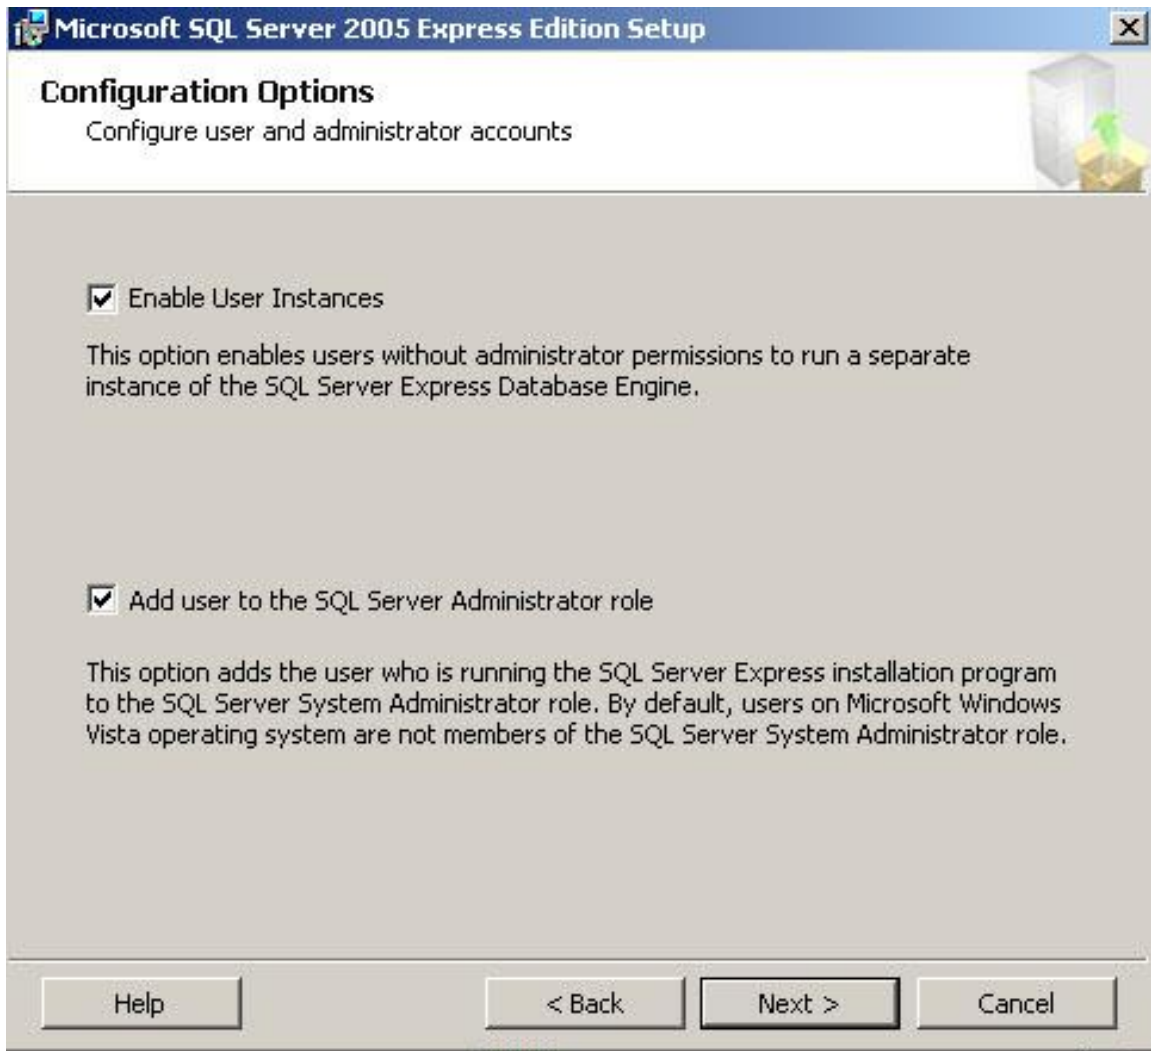 Microsoft SQL Server 2005 Express Edition Setup
Configuration Options
Configure user and administrator accounts
Enable User Instances
This option enables users without administrator permissions to run a separate
instance of the SQL Server Express Database Engine.
Add user to the SQL Server Administrator role
This option adds the user who is running the SQL Server Express installation program
to the SQL Server System Administrator role. By default, users on Microsoft Windows
Vista operating system are not members of the SQL Server System Administrator role.
Help
< Back
Next >
Cancel